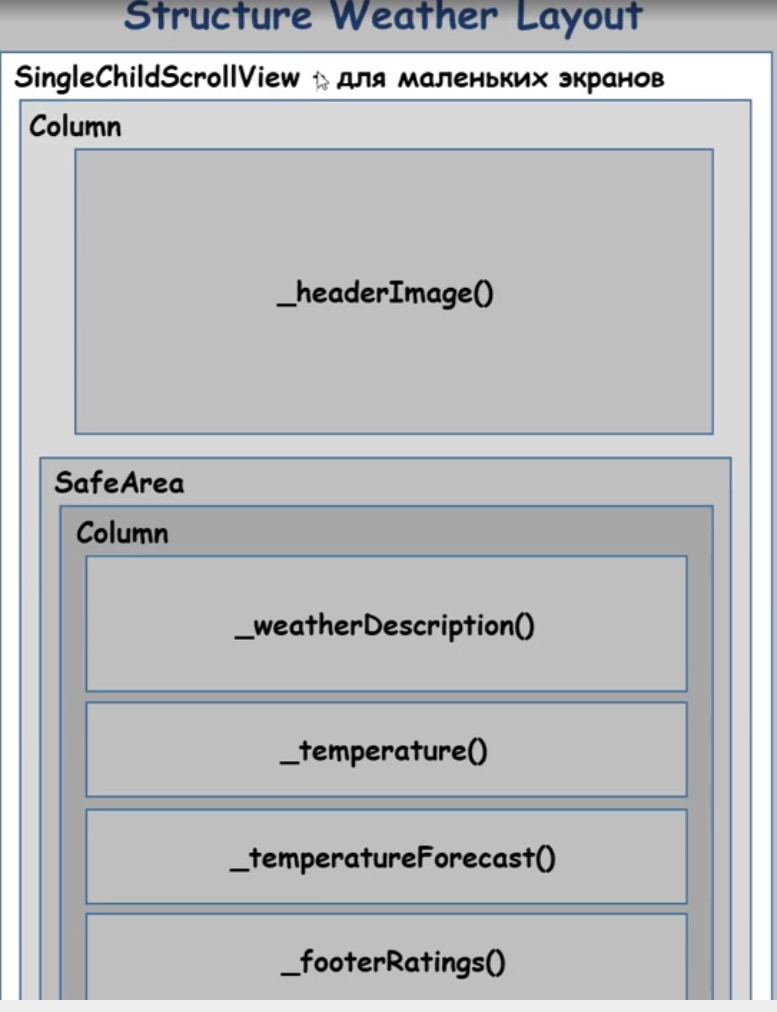 Structure Weather Layout
SingleChildScrollView для маленьких экранов
Column
_headerImage()
SafeArea
Column
_weatherDescription()
_temperature()
_temperatureForecast()
_footerRatings()